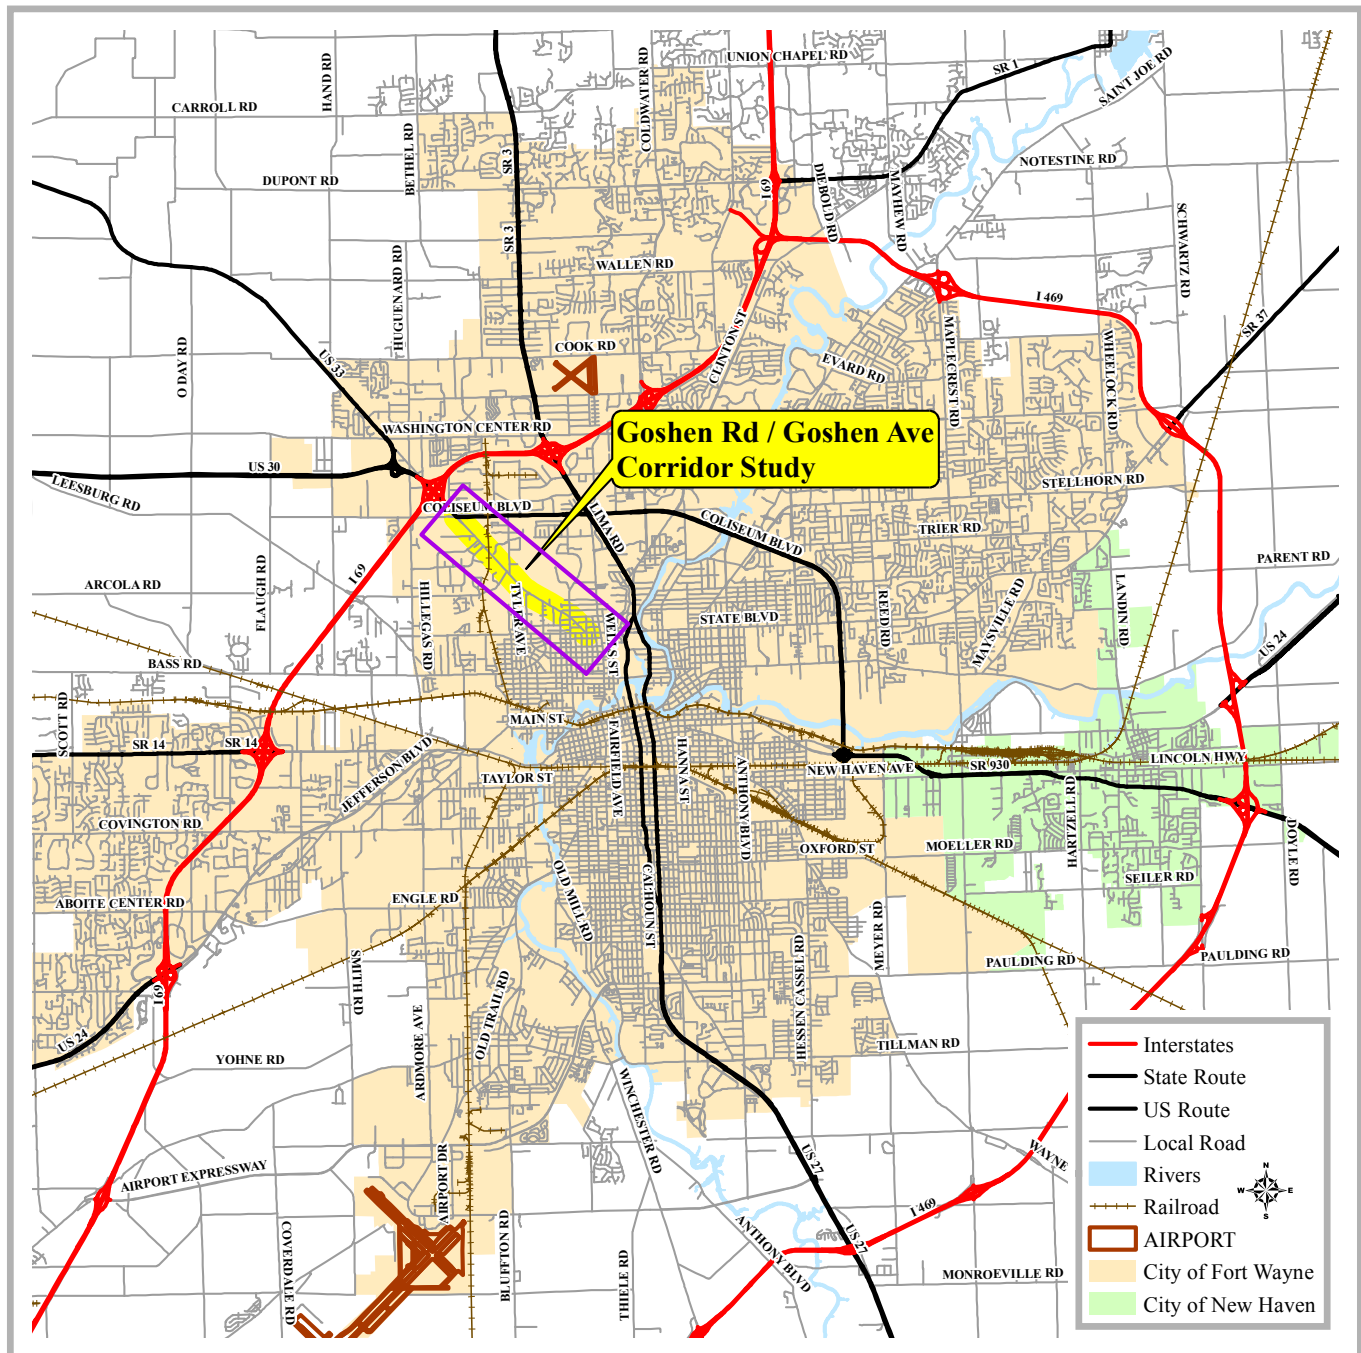 UNION CHAPEL RD
SR 1
SAINT JOE RD
HAND RD
COLDWATER RD
CARROLL RD
BETHEL RD
SR 3
NOTESTINE RD
DUPONT RD
I 69
DIEBOLD RD
MAYHEW RD
SCHWARTZ RD
SR 3
HUGUENARD RD
WALLEN RD
I 469
SR 37
CLINTON ST
O DAY RD
US 33
COOK RD
EVARD RD
MAPLECREST RD
WHEELOCK RD
WASHINGTON CENTER RD
Goshen Rd / Goshen Ave
Corridor Study
US 30
LEESBURG RD
STELLHORN RD
COLISEUM BLVD
LIMA RD
COLISEUM BLVD
TRIER RD
PARENT RD
ARCOLA RD
FLAUGH RD
I 69
HILLEGAS RD
TYLER AVE
WELLS ST
STATE BLVD
REED RD
MAYSVILLE RD
LANDIN RD
US 24
BASS RD
SCOTT RD
MAIN ST
SR 14
SR 14
JEFFERSON BLVD
FAIRFIELD AVE
HANNA ST
ANTHONY BLVD
TAYLOR ST
NEW HAVEN AVE
SR 930
LINCOLN HWY
HARTZELL RD
COVINGTON RD
OXFORD ST
MOELLER RD
DOYLE RD
SEILER RD
ABOITE CENTER RD
ENGLE RD
OLD MILL RD
CALHOUN ST
MEYER RD
SMITH RD
HESSEN CASSEL RD
PAULDING RD
PAULDING RD
I 69
US 24
OLD TRAIL RD
ARDMORE AVE
YOHNE RD
TILLMAN RD
WINCHESTER RD
WAYNE
AIRPORT EXPRESSWAY
AIRPORT DR
US 27
I 469
COVERDALE RD
BLUFFTON RD
THIELE RD
ANTHONY BLVD
US 27
MONROEVILLE RD
Interstates
State Route
US Route
Local Road
Rivers
Railroad
AIRPORT
City of Fort Wayne
City of New Haven
N
W
E
S